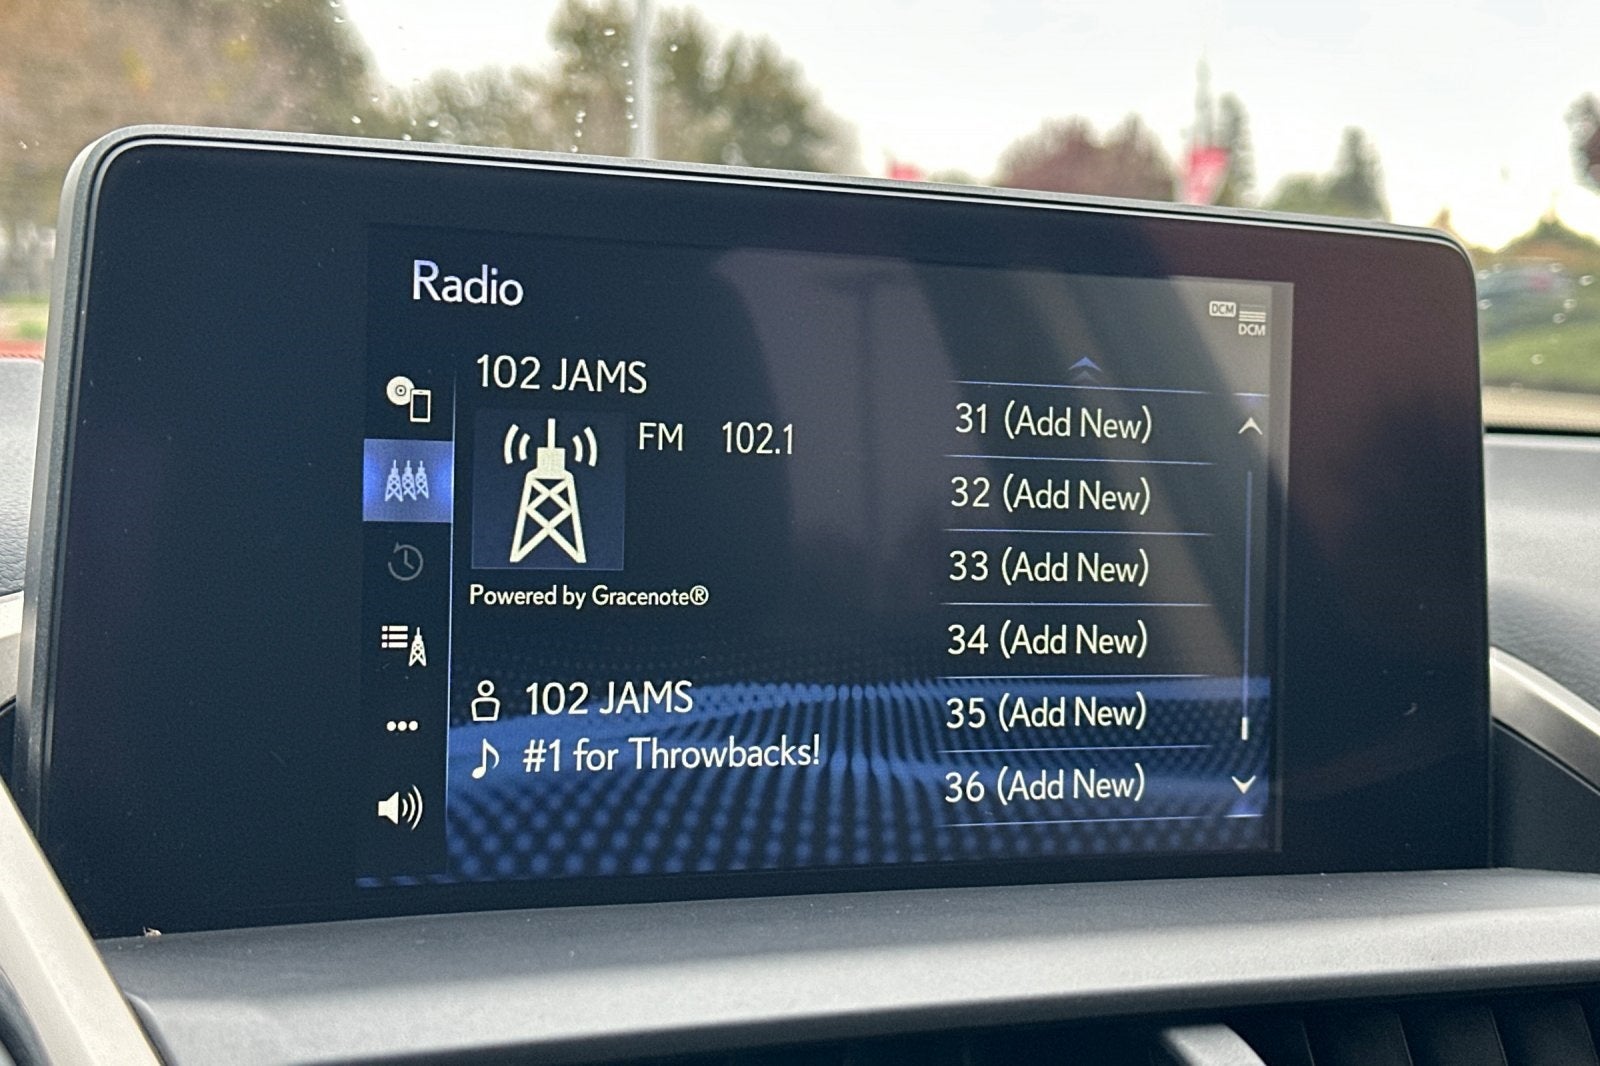 Radio
DCM
DCM
102 JAMS
FM 102.1
Powered by Gracenote®
102 JAMS
#1 for Throwbacks!
31 (Add New)
32 (Add New)
33 (Add New)
34 (Add New)
35 (Add New)
36 (Add New)